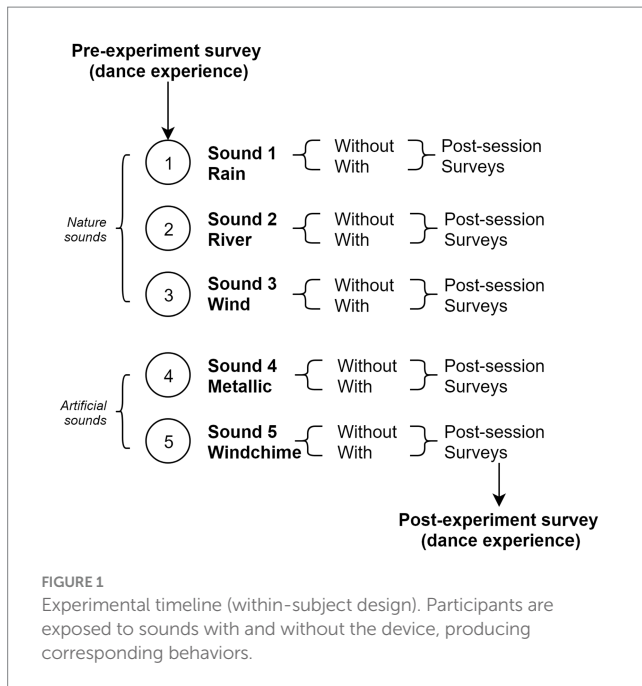 Pre-experiment survey
(dance experience)
1
Sound 1
Rain
Without
With
Post-session
Surveys
Nature
sounds
2
Sound 2
River
Without
With
Post-session
Surveys
3
Sound 3
Wind
Without
With
Post-session
Surveys
4
Sound 4
Metallic
Without
With
Post-session
Surveys
Artificial
sounds
5
Sound 5
Windchime
Without
With
Post-session
Surveys
Post-experiment survey
(dance experience)
FIGURE 1
Experimental timeline (within-subject design). Participants are
exposed to sounds with and without the device, producing
corresponding behaviors.